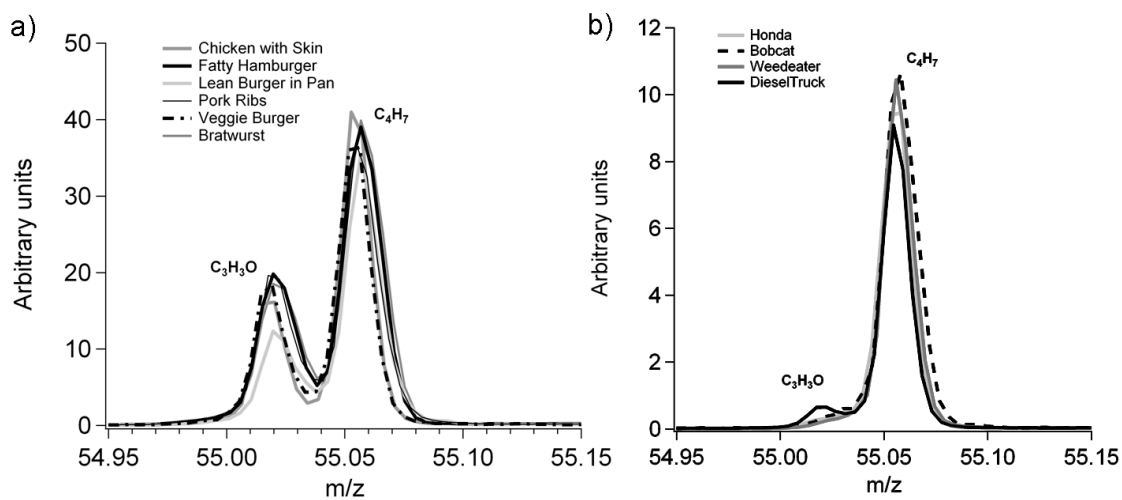 a)
50
40
30
20
10
0
Arbitrary units
Chicken with Skin
Fatty Hamburger
Lean Burger in Pan
Pork Ribs
Veggie Burger
Bratwurst
C₄H₇
C₃H₃O
54.95 55.00 55.05 55.10 55.15
m/z
b)
12
10
8
6
4
2
0
Arbitrary units
Honda
Bobcat
Weedeater
DieselTruck
C₄H₇
C₃H₃O
54.95 55.00 55.05 55.10 55.15
m/z